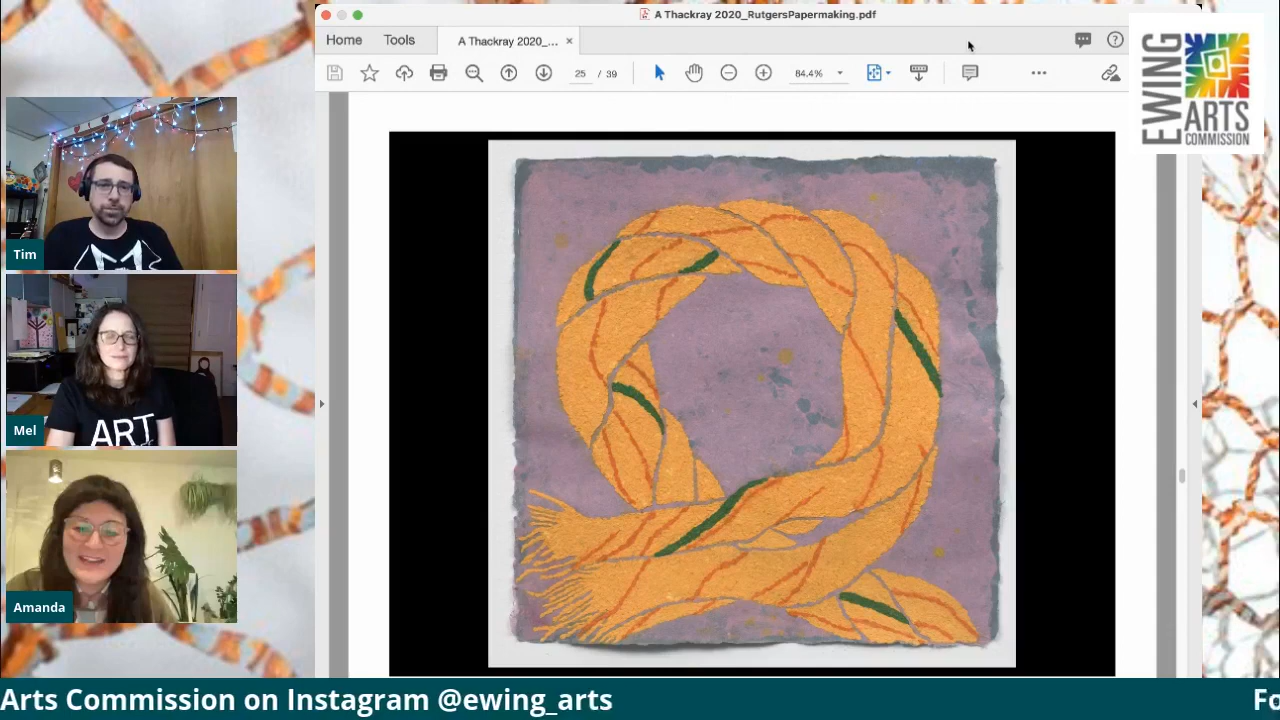 A Thackray 2020_RutgersPapermaking.pdf
Home
Tools
A Thackray 2020_...
25 / 39
84.4%
EWING
ARTS
COMMISSION
Tim
Mel
ART
Amanda
Arts Commission on Instagram @ewing_arts
Fo